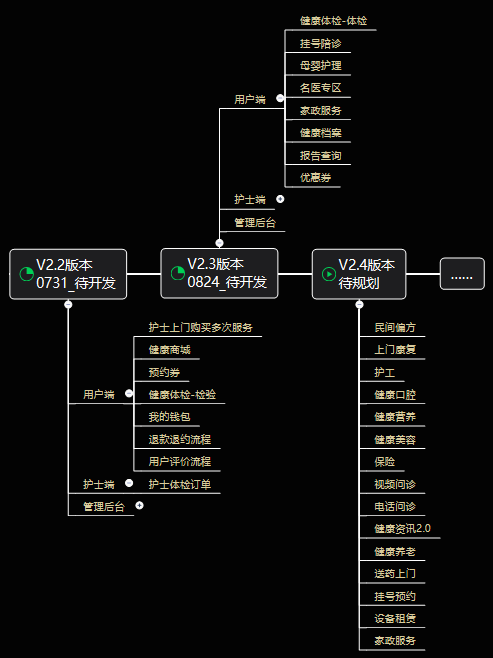 健康体检-体检
挂号陪诊
母婴护理
名医专区
家政服务
健康档案
报告查询
优惠券
用户端
护士端
管理后台
V2.2版本
0731_待开发
V2.3版本
0824_待开发
V2.4版本
待规划
......
护士上门购买多次服务
健康商城
预约券
健康体检-检验
我的钱包
退款退约流程
用户评价流程
用户端
护士端
护士体检订单
管理后台
民间偏方
上门康复
护工
健康口腔
健康营养
健康美容
保险
视频问诊
电话问诊
健康资讯2.0
健康养老
送药上门
挂号预约
设备租赁
家政服务